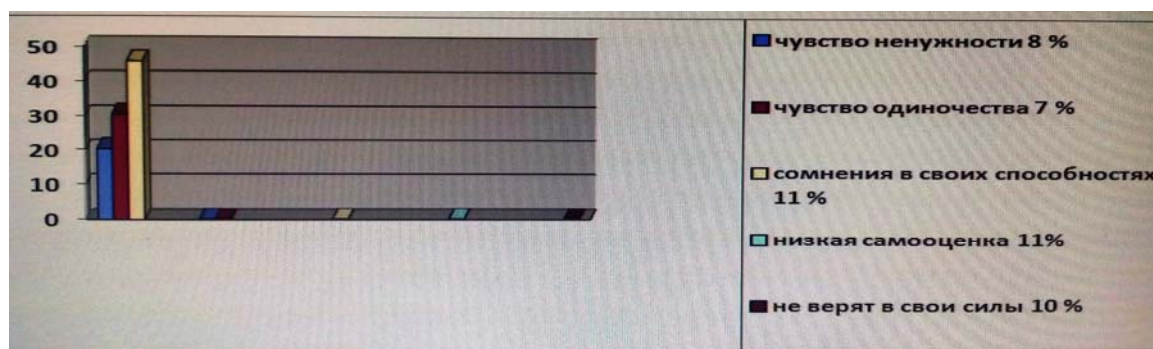 50
40
30
20
10
0
чувство ненужности 8 %
чувство одиночества 7 %
сомнения в своих способностях
11 %
низкая самооценка 11%
не верят в свои силы 10 %